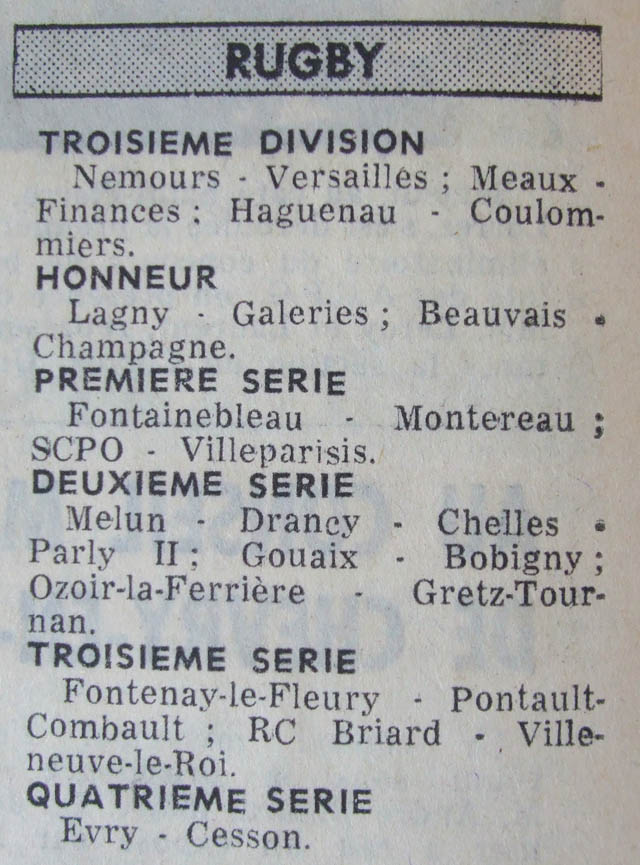 RUGBY
TROISIEME DIVISION
Nemours - Versailles ; Meaux -
Finances ; Haguenau - Coulom-
miers.
HONNEUR
Lagny - Galeries ; Beauvais -
Champagne.
PREMIERE SERIE
Fontainebleau - Montereau ;
SCPO - Villeparisis.
DEUXIEME SERIE
Melun - Drancy - Chelles -
Parly II ; Gouaix - Bobigny ;
Ozoir-la-Ferrière - Gretz-Tour-
nan.
TROISIEME SERIE
Fontenay-le-Fleury - Pontault-
Combault ; RC Briard - Ville-
neuve-le-Roi.
QUATRIEME SERIE
Evry - Cesson.